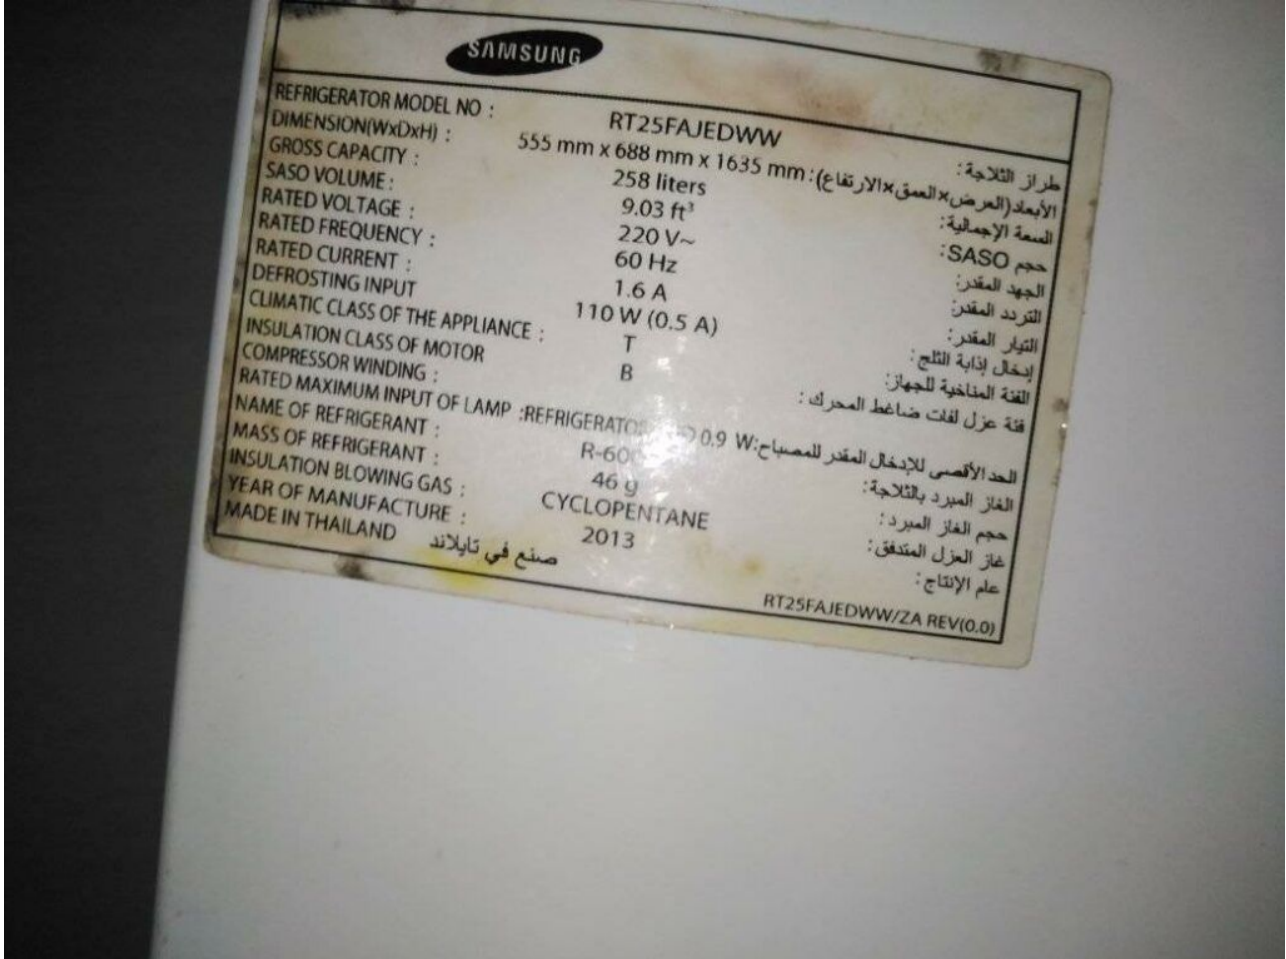 SAMSUNG
REFRIGERATOR MODEL NO : RT25FAJEDWW طراز الثلاجة :
DIMENSION(WxDxH) : 555 mm x 688 mm x 1635 mm :الأبعاد(العرض×العمق×الارتفاع)
GROSS CAPACITY : 258 liters السعة الإجمالية:
SASO VOLUME : 9.03 ft³ حجم SASO:
RATED VOLTAGE : 220 V~ الجهد المقدر:
RATED FREQUENCY : 60 Hz التردد المقدر:
RATED CURRENT : 1.6 A التيار المقدر:
DEFROSTING INPUT 110 W (0.5 A) إدخال إذابة الثلج :
CLIMATIC CLASS OF THE APPLIANCE : T الفئة المناخية للجهاز:
INSULATION CLASS OF MOTOR B فئة عزل لفات ضاغط المحرك :
COMPRESSOR WINDING :
RATED MAXIMUM INPUT OF LAMP :REFRIGERATOR 0.9 W:الحد الأقصى للإدخال المقدر للمصباح
NAME OF REFRIGERANT : الغاز المبرد بالثلاجة:
MASS OF REFRIGERANT : 46 g حجم الغاز المبرد :
INSULATION BLOWING GAS : CYCLOPENTANE غاز العزل المتدفق :
YEAR OF MANUFACTURE : 2013 عام الإنتاج :
MADE IN THAILAND صنع في تايلاند
RT25FAJEDWW/ZA REV(0.0)